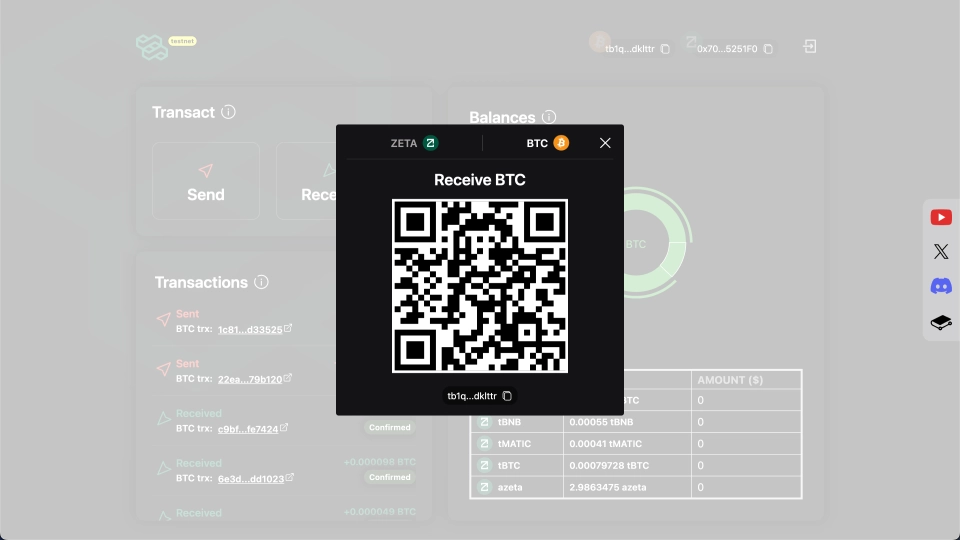 testnet
tb1q...dklttr
0x70...5251F0
Transact
Balances
Send
Rece
ZETA
BTC
Receive BTC
tb1q...dklttr
BTC
Transactions
Sent
BTC trx: 1c81...d33525
Sent
BTC trx: 22ea...79b120
Received
BTC trx: c9bf...fe7424
Confirmed
Received
+0.000098 BTC
BTC trx: 6e3d...dd1023
Confirmed
Received
+0.000049 BTC
AMOUNT ($)
BTC 0
tBNB 0.00055 tBNB 0
tMATIC 0.00041 tMATIC 0
tBTC 0.00079728 tBTC 0
azeta 2.9863475 azeta 0